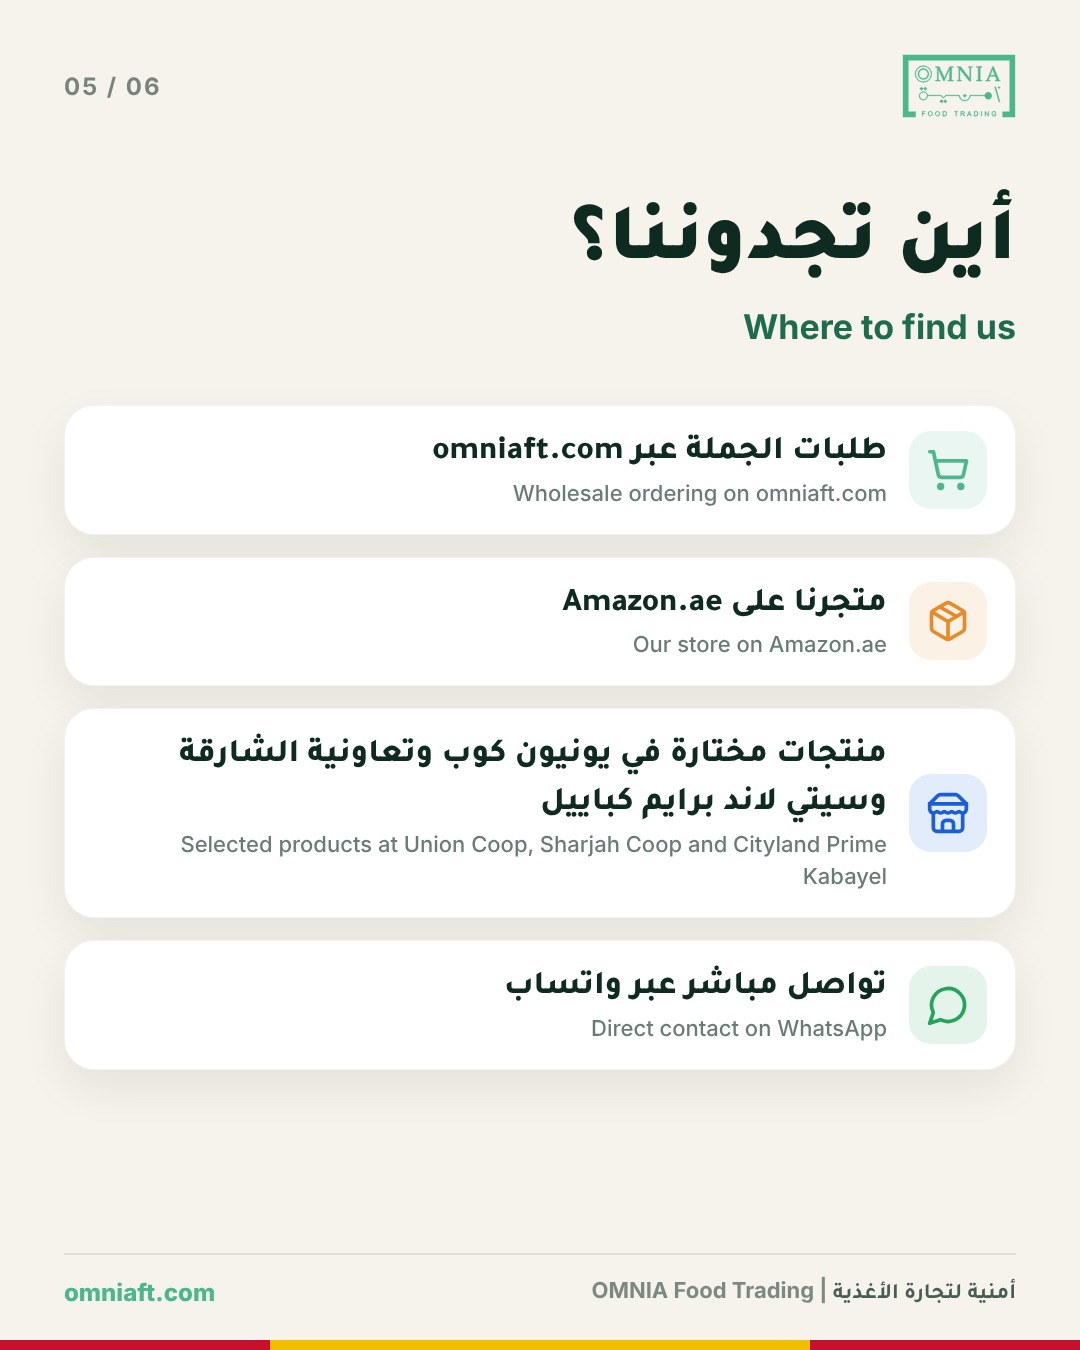 05 / 06
OMNIA
أمنية
FOOD TRADING
أين تجدوننا؟
Where to find us
طلبات الجملة عبر omniaft.com
Wholesale ordering on omniaft.com
متجرنا على Amazon.ae
Our store on Amazon.ae
منتجات مختارة في يونيون كوب وتعاونية الشارقة
وسيتي لاند برايم كباييل
Selected products at Union Coop, Sharjah Coop and Cityland Prime
Kabayel
تواصل مباشر عبر واتساب
Direct contact on WhatsApp
omniaft.com
أمنية لتجارة الأغذية | OMNIA Food Trading